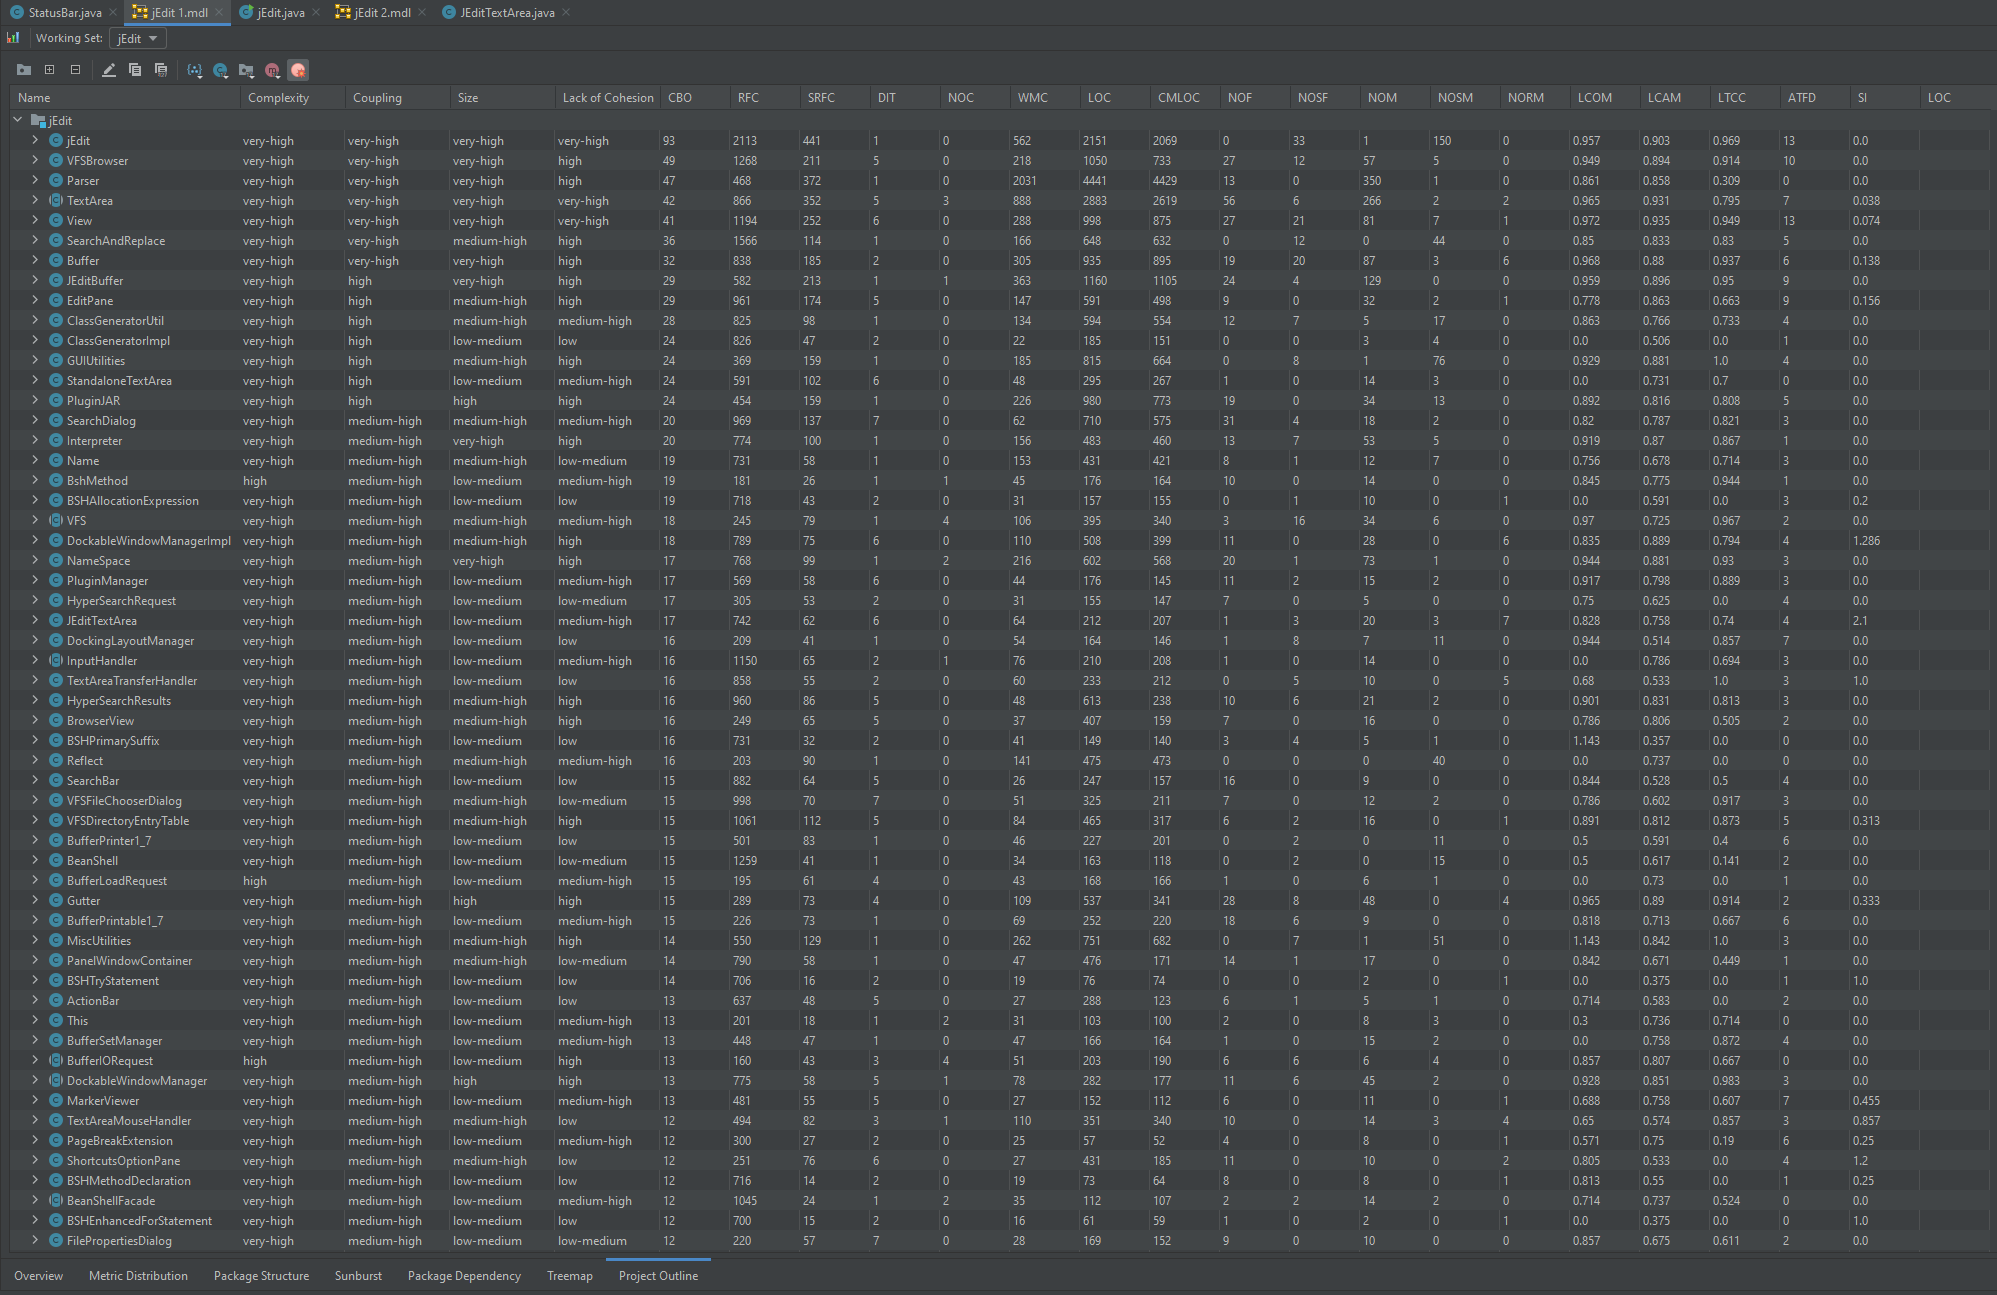 StatusBar.java jEdit 1.mdl jEdit.java jEdit 2.mdl JEditTextArea.java
Working Set: jEdit
Name Complexity Coupling Size Lack of Cohesion CBO RFC SRFC DIT NOC WMC LOC CMLOC NOF NOSF NOM NOSM NORM LCOM LCAM LTCC ATFD SI LOC
jEdit
jEdit very-high very-high very-high very-high 93 2113 441 1 0 562 2151 2069 0 33 1 150 0 0.957 0.903 0.969 13 0.0
VFSBrowser very-high very-high very-high high 49 1268 211 5 0 218 1050 733 27 12 57 5 0 0.949 0.894 0.914 10 0.0
Parser very-high very-high very-high high 47 468 372 1 0 2031 4441 4429 13 0 350 1 0 0.861 0.858 0.309 0 0.0
TextArea very-high very-high very-high very-high 42 866 352 5 3 888 2883 2619 56 6 266 2 2 0.965 0.931 0.795 7 0.038
View very-high very-high very-high very-high 41 1194 252 6 0 288 998 875 27 21 81 7 1 0.972 0.935 0.949 13 0.074
SearchAndReplace very-high very-high medium-high high 36 1566 114 1 0 166 648 632 0 12 0 44 0 0.85 0.833 0.83 5 0.0
Buffer very-high very-high very-high high 32 838 185 2 0 305 935 895 19 20 87 3 6 0.968 0.88 0.937 6 0.138
JEditBuffer very-high high very-high high 29 582 213 1 1 363 1160 1105 24 4 129 0 0 0.959 0.896 0.95 9 0.0
EditPane very-high high medium-high high 29 961 174 5 0 147 591 498 9 0 32 2 1 0.778 0.863 0.663 9 0.156
ClassGeneratorUtil very-high high medium-high medium-high 28 825 98 1 0 134 594 554 12 7 5 17 0 0.863 0.766 0.733 4 0.0
ClassGeneratorImpl very-high high low-medium low 24 826 47 2 0 22 185 151 0 0 3 4 0 0.0 0.506 0.0 1 0.0
GUIUtilities very-high high medium-high high 24 369 159 1 0 185 815 664 0 8 1 76 0 0.929 0.881 1.0 4 0.0
StandaloneTextArea very-high high low-medium medium-high 24 591 102 6 0 48 295 267 1 0 14 3 0 0.0 0.731 0.7 0 0.0
PluginJAR very-high high high high 24 454 159 1 0 226 980 773 19 0 34 13 0 0.892 0.816 0.808 5 0.0
SearchDialog very-high medium-high medium-high medium-high 20 969 137 7 0 62 710 575 31 4 18 2 0 0.82 0.787 0.821 3 0.0
Interpreter very-high medium-high very-high high 20 774 100 1 0 156 483 460 13 7 53 5 0 0.919 0.87 0.867 1 0.0
Name very-high medium-high medium-high low-medium 19 731 58 1 0 153 431 421 8 1 12 7 0 0.756 0.678 0.714 3 0.0
BshMethod high medium-high low-medium medium-high 19 181 26 1 1 45 176 164 10 0 14 0 0 0.845 0.775 0.944 1 0.0
BSHAllocationExpression very-high medium-high low-medium low 19 718 43 2 0 31 157 155 0 1 10 0 1 0.0 0.591 0.0 3 0.2
VFS very-high medium-high medium-high medium-high 18 245 79 1 4 106 395 340 3 16 34 6 0 0.97 0.725 0.967 2 0.0
DockableWindowManagerImpl very-high medium-high medium-high high 18 789 75 6 0 110 508 399 11 0 28 0 6 0.835 0.889 0.794 4 1.286
NameSpace very-high medium-high very-high high 17 768 99 1 2 216 602 568 20 1 73 1 0 0.944 0.881 0.93 3 0.0
PluginManager very-high medium-high low-medium medium-high 17 569 58 6 0 44 176 145 11 2 15 2 0 0.917 0.798 0.889 3 0.0
HyperSearchRequest very-high medium-high low-medium low-medium 17 305 53 2 0 31 155 147 7 0 5 0 0 0.75 0.625 0.0 4 0.0
JEditTextArea very-high medium-high low-medium medium-high 17 742 62 6 0 64 212 207 1 3 20 3 7 0.828 0.758 0.74 4 2.1
DockingLayoutManager very-high medium-high low-medium low 16 209 41 1 0 54 164 146 1 8 7 11 0 0.944 0.514 0.857 7 0.0
InputHandler very-high medium-high low-medium medium-high 16 1150 65 2 1 76 210 208 1 0 14 0 0 0.0 0.786 0.694 3 0.0
TextAreaTransferHandler very-high medium-high low-medium low 16 858 55 2 0 60 233 212 0 5 10 0 5 0.68 0.533 1.0 3 1.0
HyperSearchResults very-high medium-high medium-high high 16 960 86 5 0 48 613 238 10 6 21 2 0 0.901 0.831 0.813 3 0.0
BrowserView very-high medium-high medium-high high 16 249 65 5 0 37 407 159 7 0 16 0 0 0.786 0.806 0.505 2 0.0
BSHPrimarySuffix very-high medium-high low-medium low 16 731 32 2 0 41 149 140 3 4 5 1 0 1.143 0.357 0.0 0 0.0
Reflect very-high medium-high medium-high medium-high 16 203 90 1 0 141 475 473 0 0 0 40 0 0.0 0.737 0.0 0 0.0
SearchBar very-high medium-high low-medium low 15 882 64 5 0 26 247 157 16 0 9 0 0 0.844 0.528 0.5 4 0.0
VFSFileChooserDialog very-high medium-high medium-high low-medium 15 998 70 7 0 51 325 211 7 0 12 2 0 0.786 0.602 0.917 3 0.0
VFSDirectoryEntryTable very-high medium-high medium-high high 15 1061 112 5 0 84 465 317 6 2 16 0 1 0.891 0.812 0.873 5 0.313
BufferPrinter1_7 very-high medium-high low-medium low 15 501 83 1 0 46 227 201 0 2 0 11 0 0.5 0.591 0.4 6 0.0
BeanShell very-high medium-high low-medium low-medium 15 1259 41 1 0 34 163 118 0 2 0 15 0 0.5 0.617 0.141 2 0.0
BufferLoadRequest high medium-high low-medium medium-high 15 195 61 4 0 43 168 166 1 0 6 1 0 0.0 0.73 0.0 1 0.0
Gutter very-high medium-high high high 15 289 73 4 0 109 537 341 28 8 48 0 4 0.965 0.89 0.914 2 0.333
BufferPrintable1_7 very-high medium-high low-medium medium-high 15 226 73 1 0 69 252 220 18 6 9 0 0 0.818 0.713 0.667 6 0.0
MiscUtilities very-high medium-high medium-high high 14 550 129 1 0 262 751 682 0 7 1 51 0 1.143 0.842 1.0 3 0.0
PanelWindowContainer very-high medium-high medium-high low-medium 14 790 58 1 0 47 476 171 14 1 17 0 0 0.842 0.671 0.449 1 0.0
BSHTryStatement very-high medium-high low-medium low 14 706 16 2 0 19 76 74 0 0 2 0 1 0.0 0.375 0.0 1 1.0
ActionBar very-high medium-high low-medium low 13 637 48 5 0 27 288 123 6 1 5 1 0 0.714 0.583 0.0 2 0.0
This very-high medium-high low-medium medium-high 13 201 18 1 2 31 103 100 2 0 8 3 0 0.3 0.736 0.714 0 0.0
BufferSetManager very-high medium-high low-medium medium-high 13 448 47 1 0 47 166 164 1 0 15 2 0 0.0 0.758 0.872 4 0.0
BufferIORequest high medium-high low-medium high 13 160 43 3 4 51 203 190 6 6 6 4 0 0.857 0.807 0.667 0 0.0
DockableWindowManager very-high medium-high high high 13 775 58 5 1 78 282 177 11 6 45 2 0 0.928 0.851 0.983 3 0.0
MarkerViewer very-high medium-high low-medium medium-high 13 481 55 5 0 27 152 112 6 0 11 0 1 0.688 0.758 0.607 7 0.455
TextAreaMouseHandler very-high medium-high medium-high low 12 494 82 3 1 110 351 340 10 0 14 3 4 0.65 0.574 0.857 3 0.857
PageBreakExtension very-high medium-high low-medium medium-high 12 300 27 2 0 25 57 52 4 0 8 0 1 0.571 0.75 0.19 6 0.25
ShortcutsOptionPane very-high medium-high medium-high low 12 251 76 6 0 27 431 185 11 0 10 0 2 0.805 0.533 0.0 4 1.2
BSHMethodDeclaration very-high medium-high low-medium low 12 716 14 2 0 19 73 64 8 0 8 0 1 0.813 0.55 0.0 1 0.25
BeanShellFacade very-high medium-high low-medium medium-high 12 1045 24 1 2 35 112 107 2 2 14 2 0 0.714 0.737 0.524 0 0.0
BSHEnhancedForStatement very-high medium-high low-medium low 12 700 15 2 0 16 61 59 1 0 2 0 1 0.0 0.375 0.0 0 1.0
FilePropertiesDialog very-high medium-high low-medium low-medium 12 220 57 7 0 28 169 152 9 0 10 0 0 0.857 0.675 0.611 2 0.0
Overview Metric Distribution Package Structure Sunburst Package Dependency Treemap Project Outline